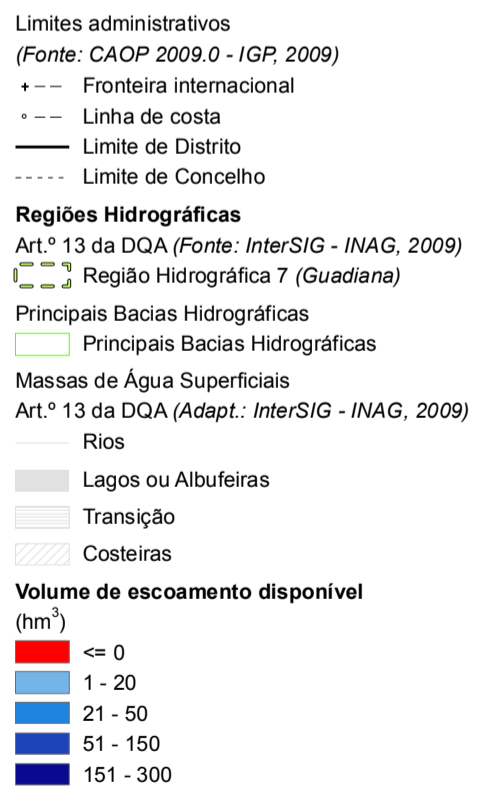 Limites administrativos
(Fonte: CAOP 2009.0 - IGP, 2009)
Fronteira internacional
Linha de costa
Limite de Distrito
Limite de Concelho
Regiões Hidrográficas
Art.º 13 da DQA (Fonte: InterSIG - INAG, 2009)
Região Hidrográfica 7 (Guadiana)
Principais Bacias Hidrográficas
Principais Bacias Hidrográficas
Massas de Água Superficiais
Art.º 13 da DQA (Adapt.: InterSIG - INAG, 2009)
Rios
Lagos ou Albufeiras
Transição
Costeiras
Volume de escoamento disponível
(hm³)
<= 0
1 - 20
21 - 50
51 - 150
151 - 300